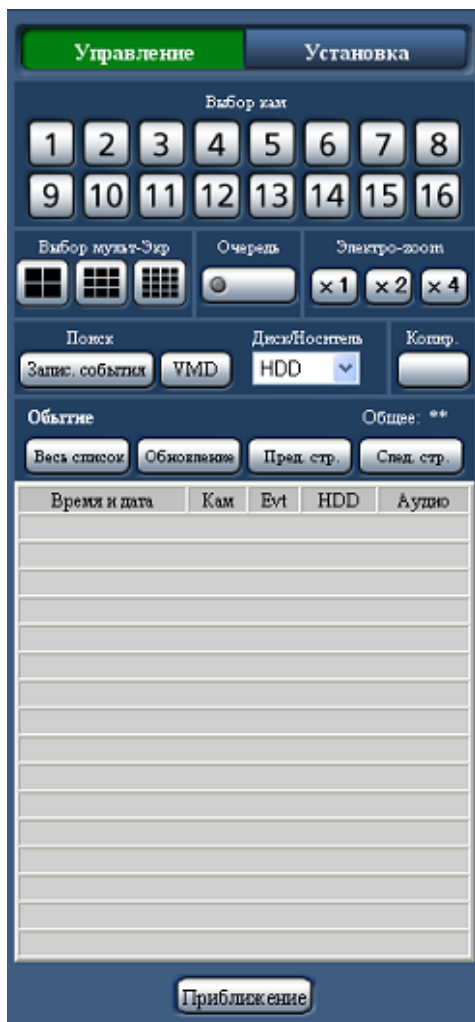 Управление Установка
Выбор кам
1 2 3 4 5 6 7 8
9 10 11 12 13 14 15 16
Выбор мульт-Экр Очередь Электро-zoom
×1 ×2 ×4
Поиск Диск/Носитель Копир.
Запис. события VMD HDD
Обытие Общее: **
Весь список Обновление Пред. стр. След. стр.
Время и дата Кам Evt HDD Аудио
Приближение